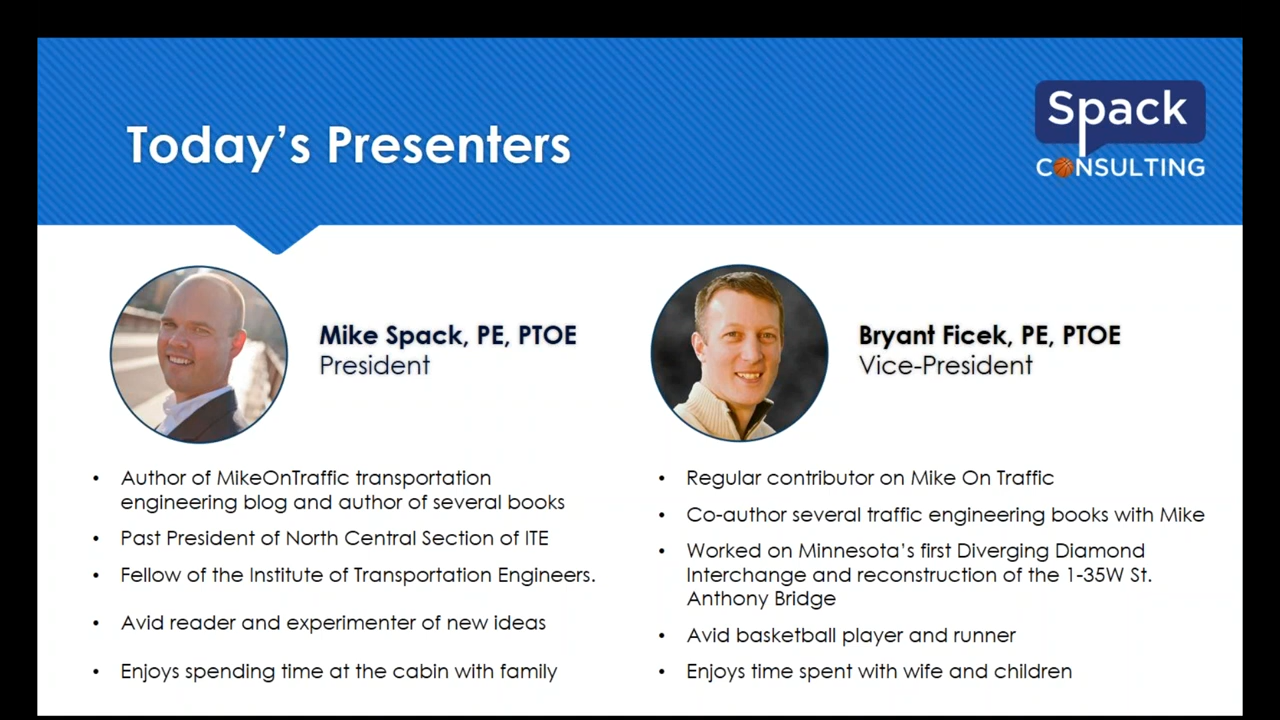 Today's Presenters
Spack
CONSULTING
Mike Spack, PE, PTOE
President
• Author of MikeOnTraffic transportation
engineering blog and author of several books
• Past President of North Central Section of ITE
• Fellow of the Institute of Transportation Engineers.
• Avid reader and experimenter of new ideas
• Enjoys spending time at the cabin with family
Bryant Ficek, PE, PTOE
Vice-President
• Regular contributor on Mike On Traffic
• Co-author several traffic engineering books with Mike
• Worked on Minnesota's first Diverging Diamond
Interchange and reconstruction of the 1-35W St.
Anthony Bridge
• Avid basketball player and runner
• Enjoys time spent with wife and children